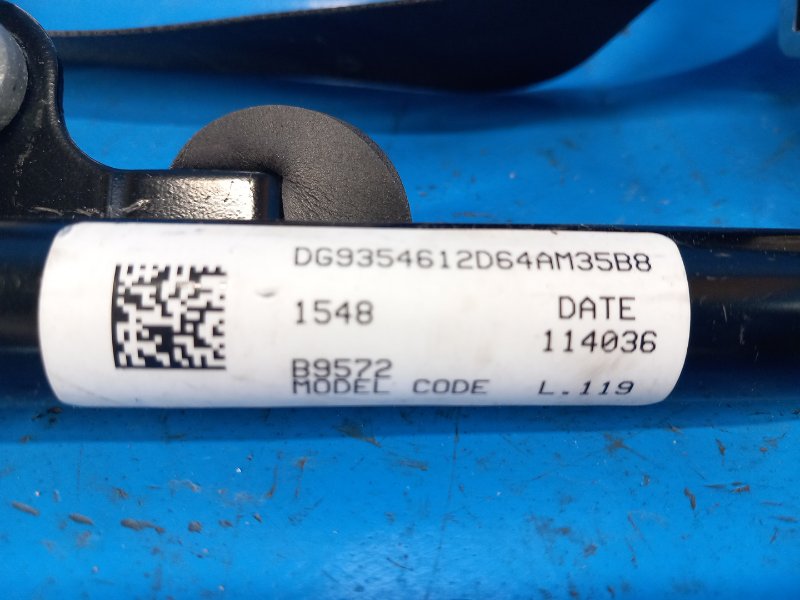 DG9354612D64AM35B8
1548 DATE
114036
B9572
MODEL CODE L.119